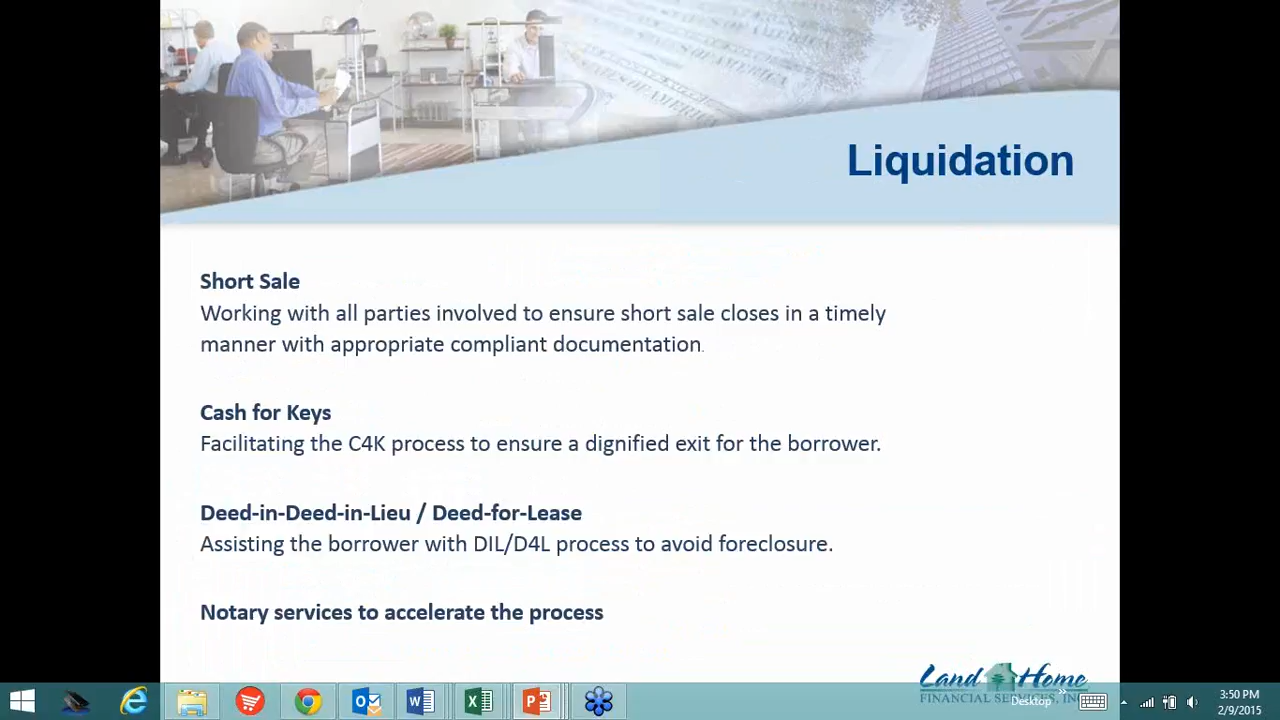 Liquidation
Short Sale
Working with all parties involved to ensure short sale closes in a timely
manner with appropriate compliant documentation.
Cash for Keys
Facilitating the C4K process to ensure a dignified exit for the borrower.
Deed-in-Deed-in-Lieu / Deed-for-Lease
Assisting the borrower with DIL/D4L process to avoid foreclosure.
Notary services to accelerate the process
Land Home
FINANCIAL SERVICES, INC
Desktop
3:50 PM
2/9/2015